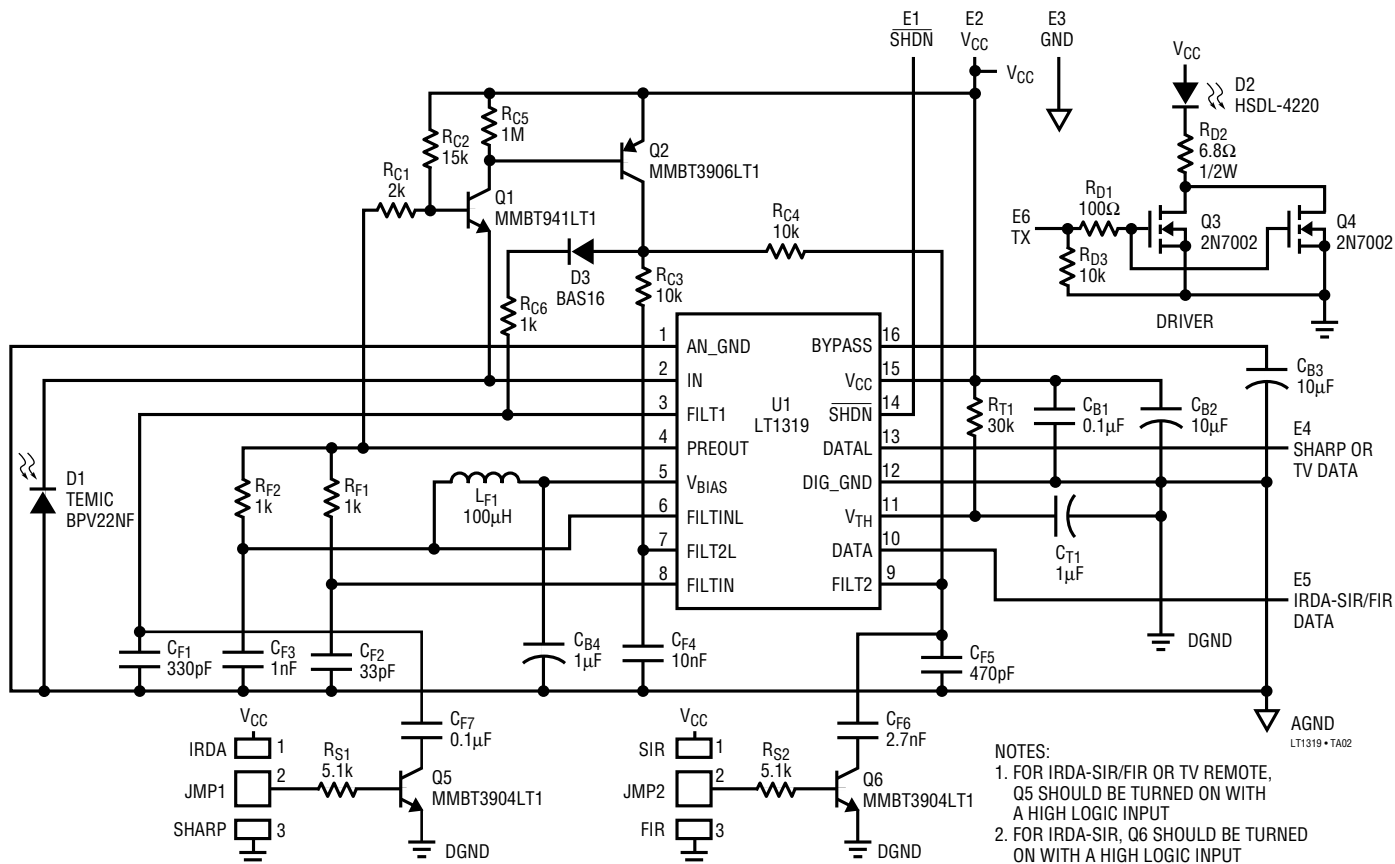 E1
SHDN
E2
VCC
E3
GND
VCC
VCC
D2
HSDL-4220
RD2
6.8Ω
1/2W
RC5
1M
RC2
15k
Q2
MMBT3906LT1
RC1
2k
Q1
MMBT941LT1
RD1
100Ω
E6
TX
Q3
2N7002
Q4
2N7002
RD3
10k
RC4
10k
D3
BAS16
RC3
10k
RC6
1k
DRIVER
1
AN_GND
2
IN
3
FILT1
4
PREOUT
5
VBIAS
6
FILTINL
7
FILT2L
8
FILTIN
U1
LT1319
BYPASS
16
VCC
15
SHDN
14
DATAL
13
DIG_GND
12
VTH
11
DATA
10
FILT2
9
CB3
10µF
RT1
30k
CB1
0.1µF
CB2
10µF
E4
SHARP OR
TV DATA
D1
TEMIC
BPV22NF
RF2
1k
RF1
1k
LF1
100µH
CT1
1µF
E5
IRDA-SIR/FIR
DATA
DGND
CF1
330pF
CF3
1nF
CF2
33pF
CB4
1µF
CF4
10nF
CF5
470pF
AGND
LT1319 • TA02
VCC
IRDA
1
JMP1
2
SHARP
3
RS1
5.1k
CF7
0.1µF
Q5
MMBT3904LT1
DGND
VCC
SIR
1
JMP2
2
FIR
3
RS2
5.1k
CF6
2.7nF
Q6
MMBT3904LT1
DGND
NOTES:
1. FOR IRDA-SIR/FIR OR TV REMOTE,
Q5 SHOULD BE TURNED ON WITH
A HIGH LOGIC INPUT
2. FOR IRDA-SIR, Q6 SHOULD BE TURNED
ON WITH A HIGH LOGIC INPUT